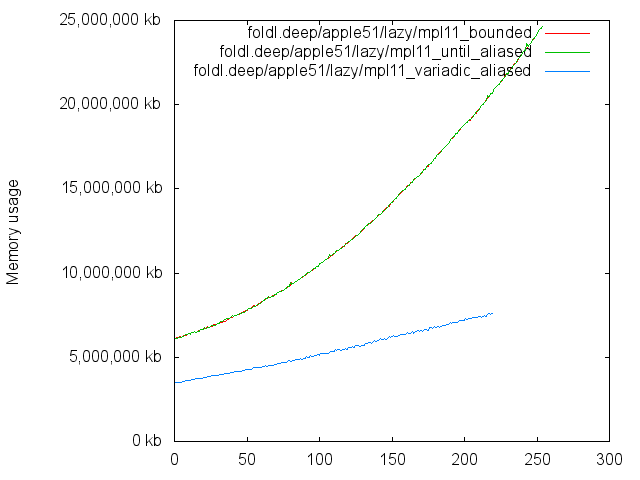 25,000,000 kb
foldl.deep/apple51/lazy/mpl11_bounded
foldl.deep/apple51/lazy/mpl11_until_aliased
foldl.deep/apple51/lazy/mpl11_variadic_aliased
20,000,000 kb
15,000,000 kb
Memory usage
10,000,000 kb
5,000,000 kb
0 kb
0 50 100 150 200 250 300